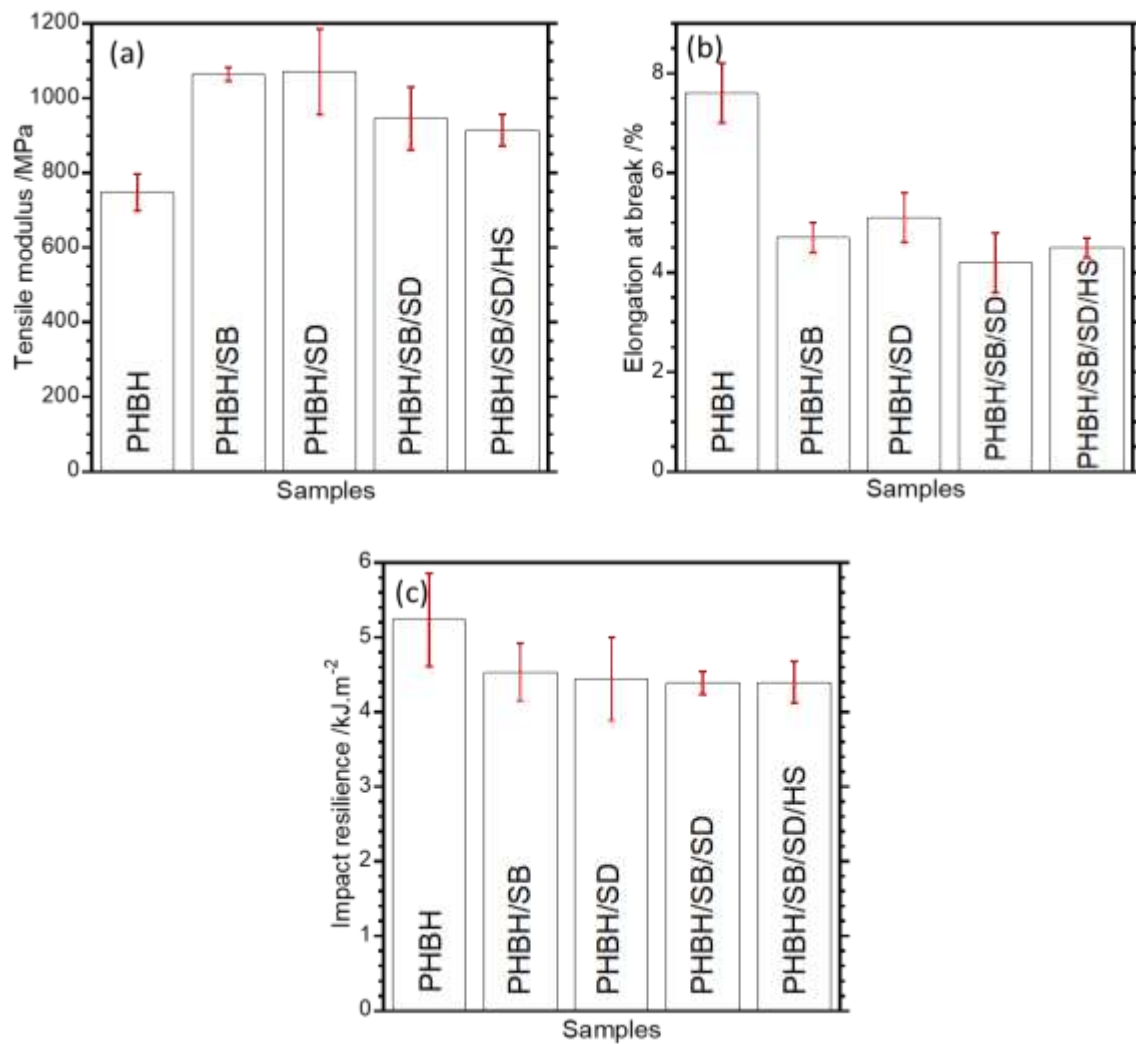 (a)
Tensile modulus /MPa
1200
1000
800
600
400
200
0
PHBH
PHBH/SB
PHBH/SD
PHBH/SB/SD
PHBH/SB/SD/HS
Samples
(b)
Elongation at break /%
8
6
4
2
0
PHBH
PHBH/SB
PHBH/SD
PHBH/SB/SD
PHBH/SB/SD/HS
Samples
(c)
Impact resilience /kJ.m⁻²
6
5
4
3
2
1
0
PHBH
PHBH/SB
PHBH/SD
PHBH/SB/SD
PHBH/SB/SD/HS
Samples